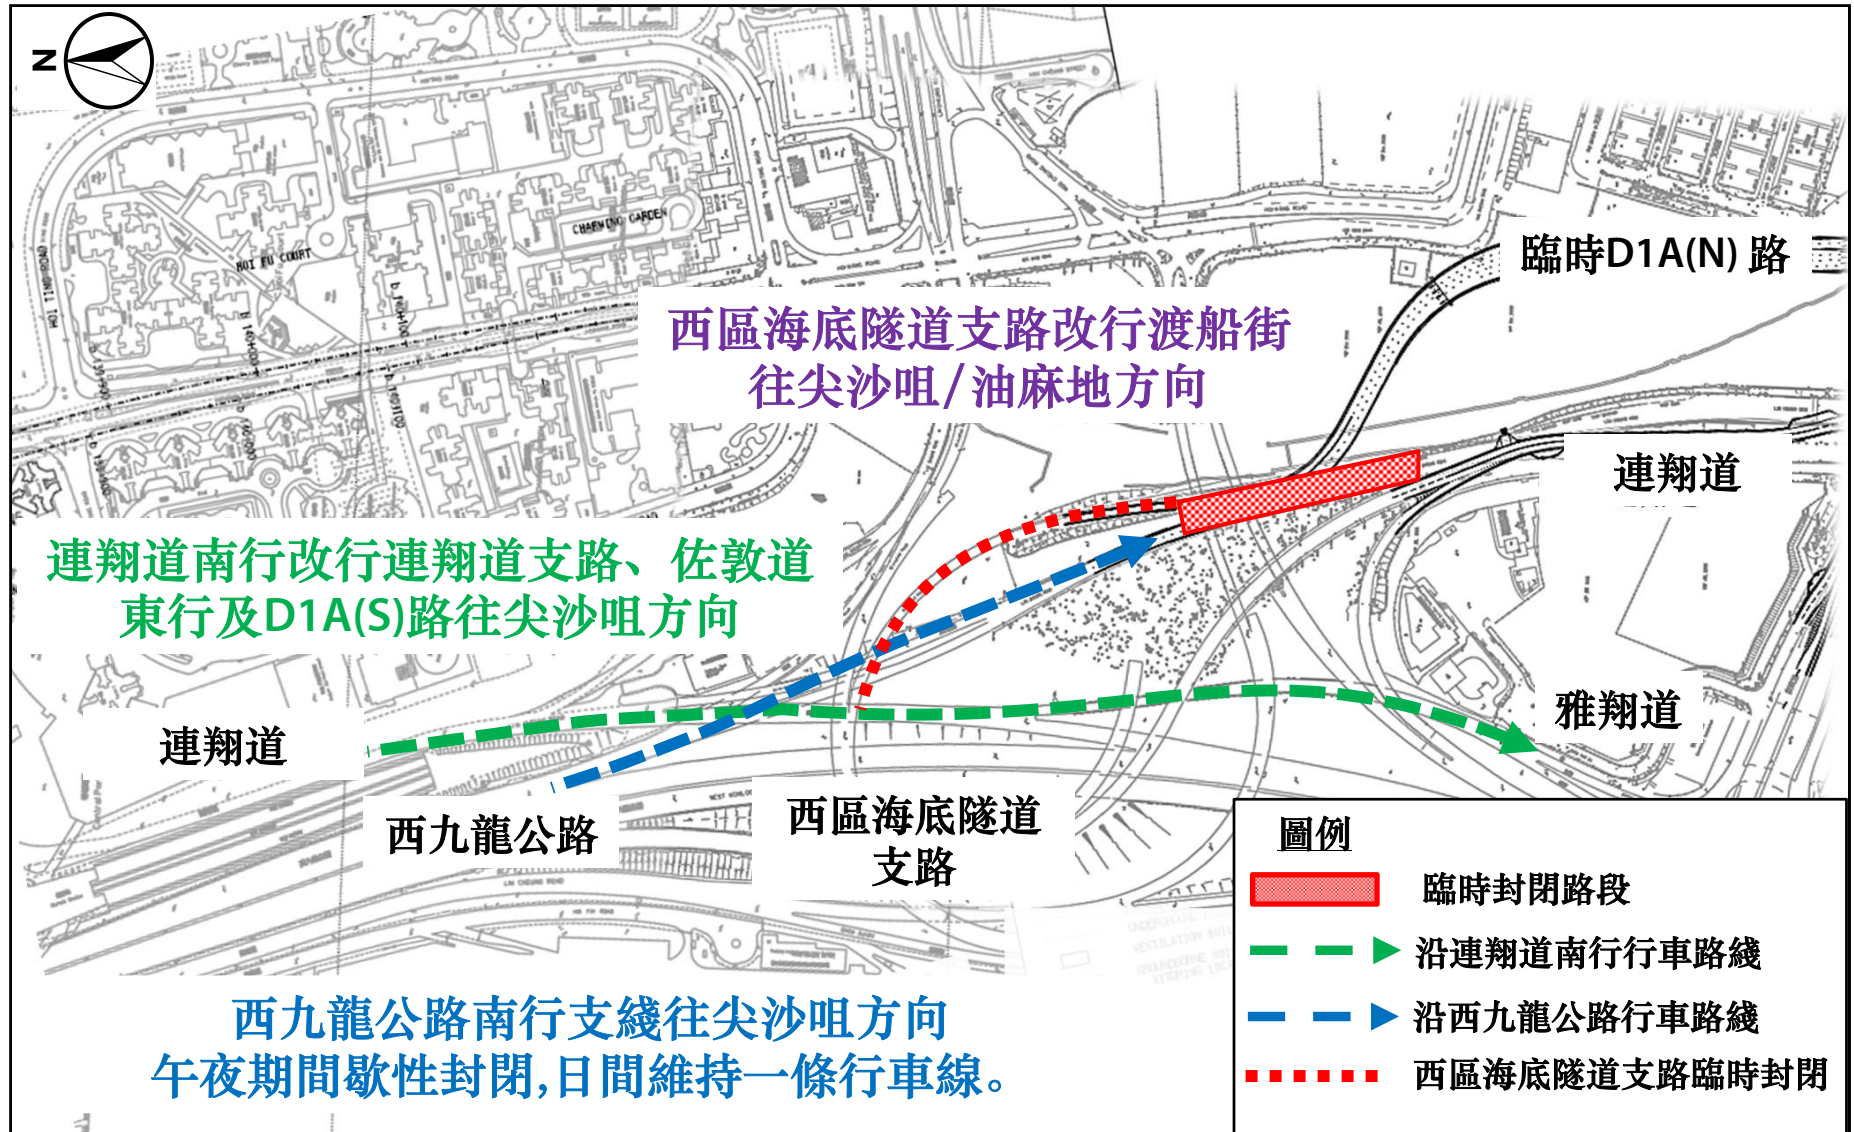 N
HOI TING ROAD
HOI FU COURT
CHARMING GARDEN
臨時D1A(N) 路
西區海底隧道支路改行渡船街
往尖沙咀/油麻地方向
連翔道
連翔道南行改行連翔道支路、佐敦道
東行及D1A(S)路往尖沙咀方向
雅翔道
連翔道
西九龍公路
西區海底隧道
支路
LIN CHEUNG ROAD
圖例
臨時封閉路段
沿連翔道南行行車路綫
沿西九龍公路行車路綫
西區海底隧道支路臨時封閉
西九龍公路南行支綫往尖沙咀方向
午夜期間歇性封閉,日間維持一條行車線。